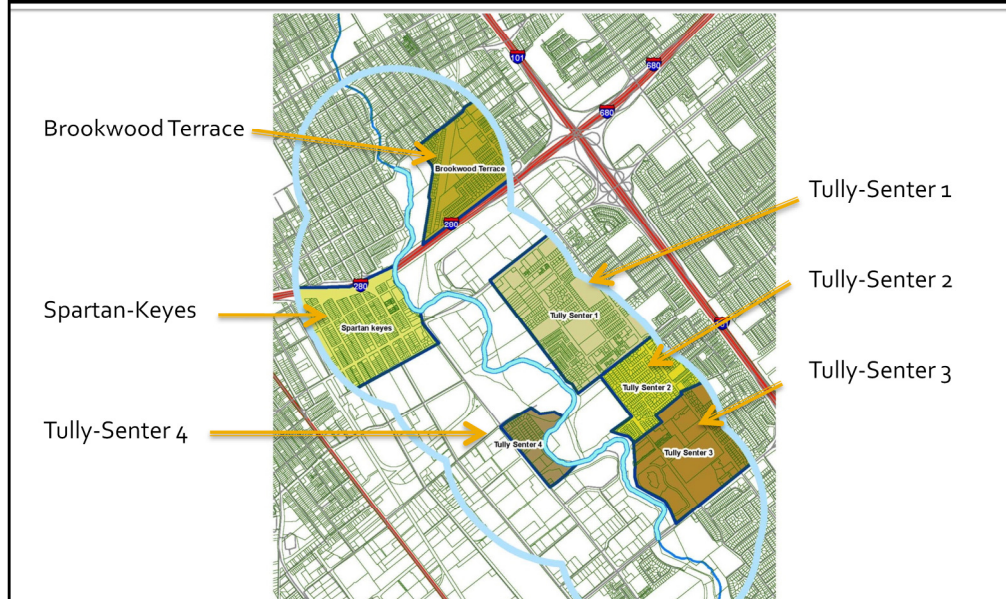 101
680
680
Brookwood Terrace
Brookwood Terrace
280
Tully-Senter 1
Tully-Senter 2
Spartan-Keyes
280
Spartan keyes
Tully Senter 1
Tully-Senter 3
Tully Senter 2
Tully-Senter 4
Tully Senter 4
Tully Senter 3